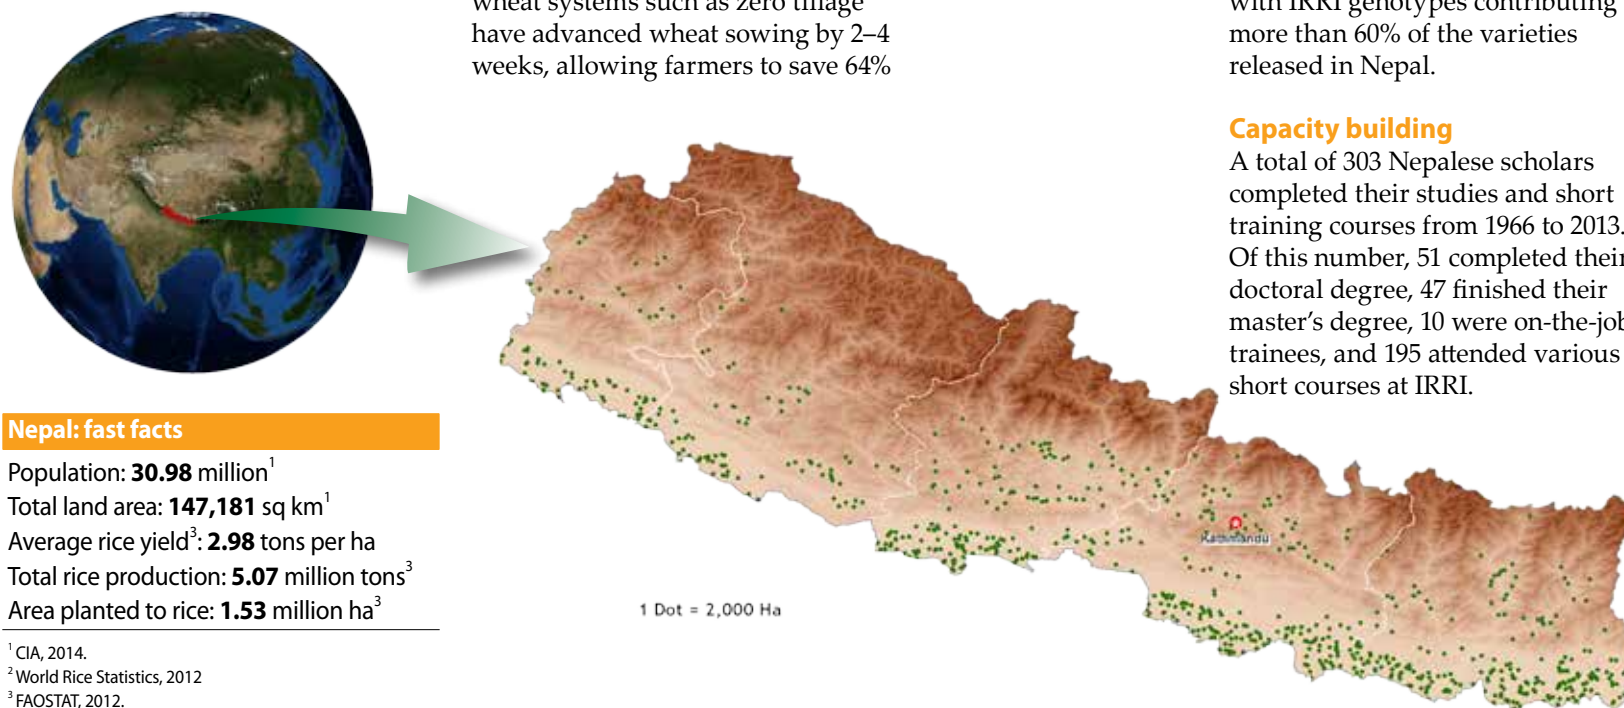 wheat systems such as zero tillage
have advanced wheat sowing by 2–4
weeks, allowing farmers to save 64%
with IRRI genotypes contributing
more than 60% of the varieties
released in Nepal.
Capacity building
A total of 303 Nepalese scholars
completed their studies and short
training courses from 1966 to 2013.
Of this number, 51 completed their
doctoral degree, 47 finished their
master's degree, 10 were on-the-job
trainees, and 195 attended various
short courses at IRRI.
Nepal: fast facts
Population: 30.98 million¹
Total land area: 147,181 sq km¹
Average rice yield³: 2.98 tons per ha
Total rice production: 5.07 million tons³
Area planted to rice: 1.53 million ha³
¹ CIA, 2014.
² World Rice Statistics, 2012
³ FAOSTAT, 2012.
Kathmandu
1 Dot = 2,000 Ha